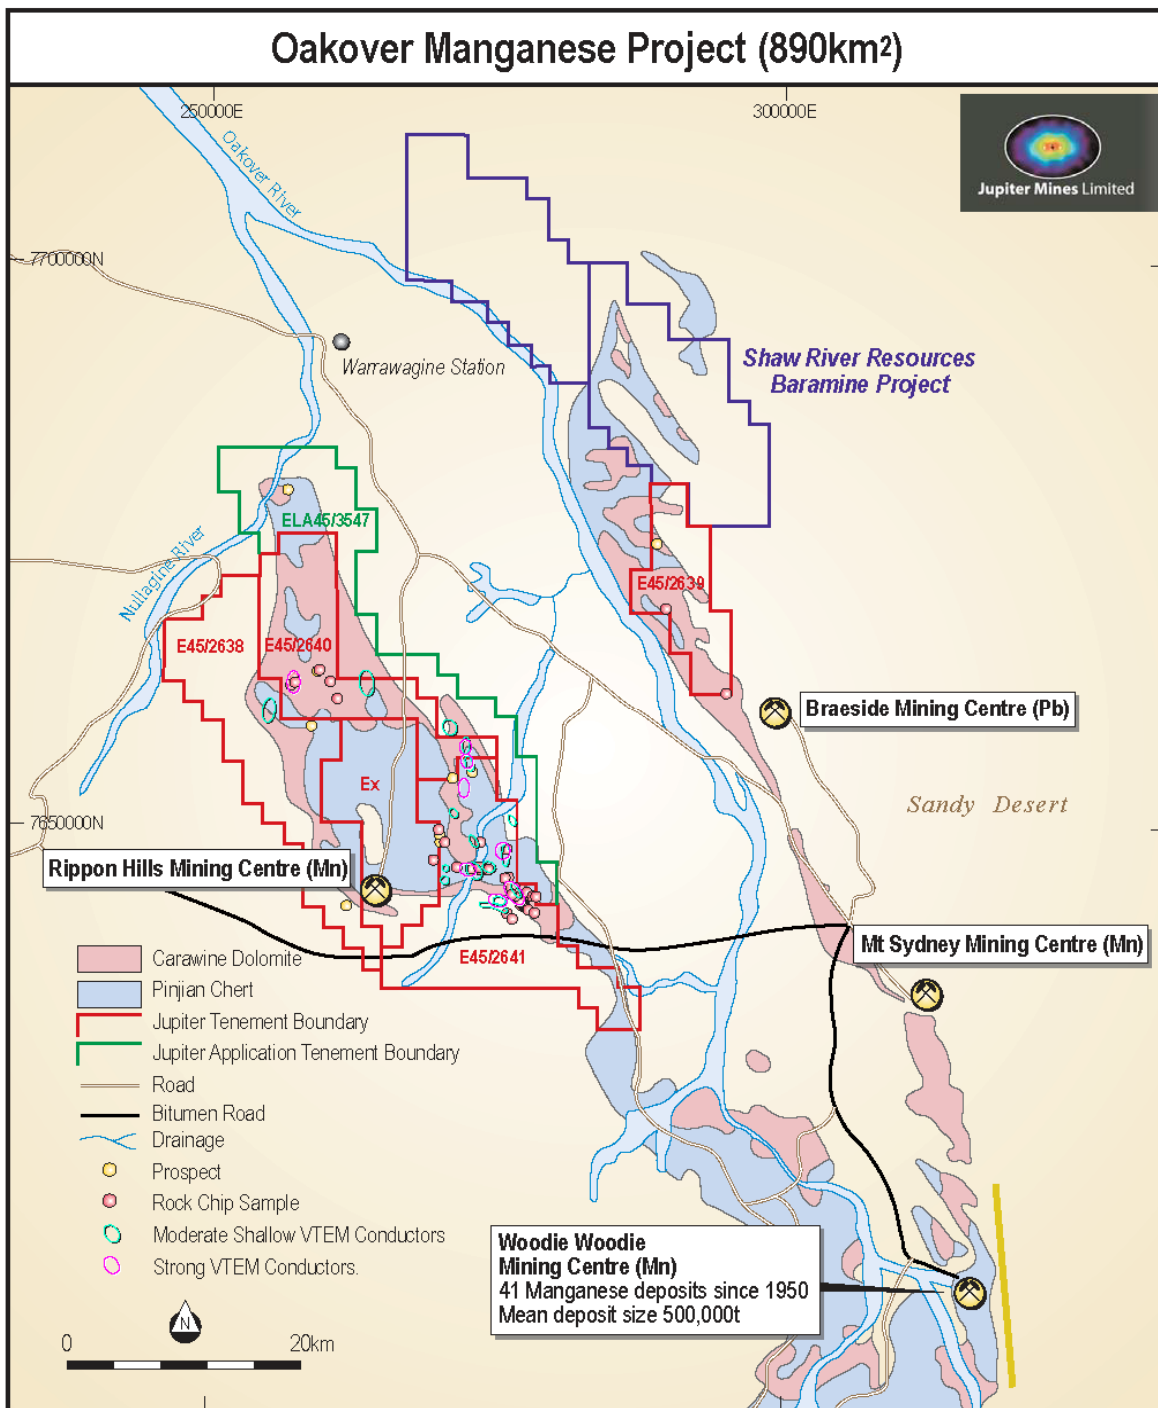 Oakover Manganese Project (890km²)
250000E
300000E
Oakover River
Jupiter Mines Limited
7700000N
Warrawagine Station
Shaw River Resources
Baramine Project
ELA45/3547
Nullagine River
E45/2639
E45/2638
E45/2640
Braeside Mining Centre (Pb)
Ex
Sandy Desert
7650000N
Rippon Hills Mining Centre (Mn)
Mt Sydney Mining Centre (Mn)
E45/2641
Carawine Dolomite
Pinjian Chert
Jupiter Tenement Boundary
Jupiter Application Tenement Boundary
Road
Bitumen Road
Drainage
Prospect
Rock Chip Sample
Moderate Shallow VTEM Conductors
Strong VTEM Conductors.
Woodie Woodie
Mining Centre (Mn)
41 Manganese deposits since 1950
Mean deposit size 500,000t
N
0 20km